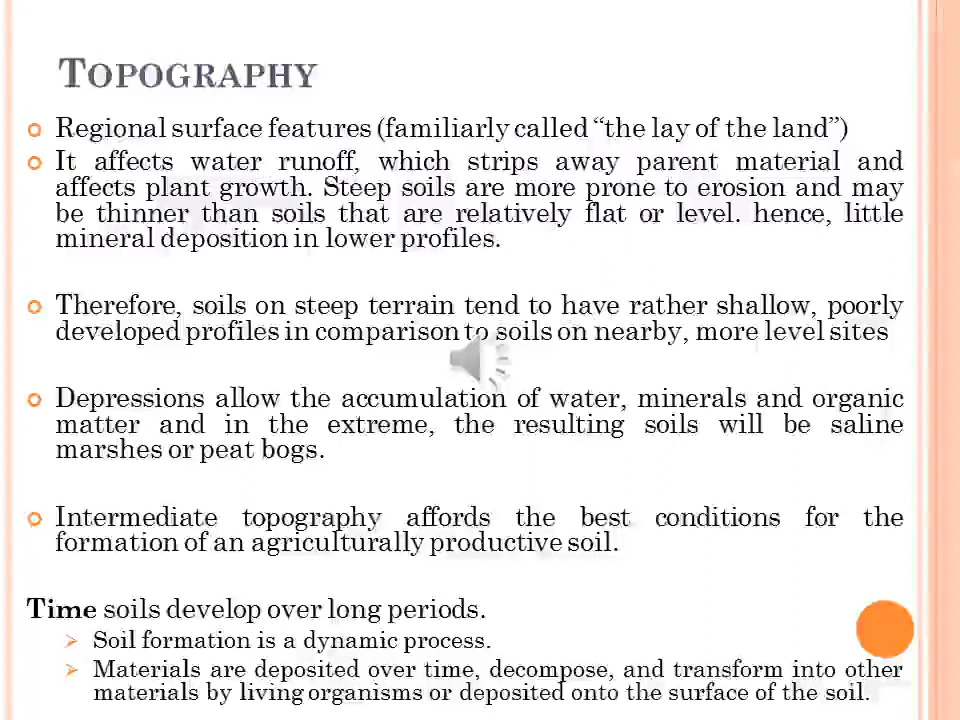 TOPOGRAPHY
Regional surface features (familiarly called “the lay of the land”)
It affects water runoff, which strips away parent material and
affects plant growth. Steep soils are more prone to erosion and may
be thinner than soils that are relatively flat or level. hence, little
mineral deposition in lower profiles.
Therefore, soils on steep terrain tend to have rather shallow, poorly
developed profiles in comparison to soils on nearby, more level sites
Depressions allow the accumulation of water, minerals and organic
matter and in the extreme, the resulting soils will be saline
marshes or peat bogs.
Intermediate topography affords the best conditions for the
formation of an agriculturally productive soil.
Time soils develop over long periods.
Soil formation is a dynamic process.
Materials are deposited over time, decompose, and transform into other
materials by living organisms or deposited onto the surface of the soil.